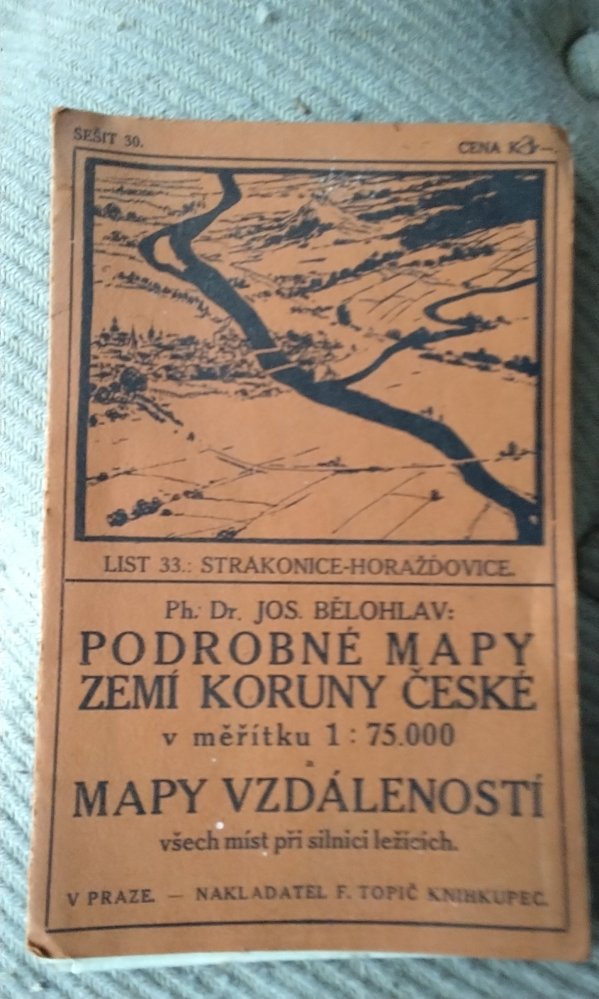 SEŠIT 30.
CENA K 3·—.
LIST 33.: STRAKONICE-HORAŽĎOVICE.
Ph. Dr. JOS. BĚLOHLAV:
PODROBNÉ MAPY
ZEMÍ KORUNY ČESKÉ
v měřítku 1 : 75.000
a
MAPY VZDÁLENOSTÍ
všech míst při silnici ležících.
V PRAZE. — NAKLADATEL F. TOPIČ KNIHKUPEC.